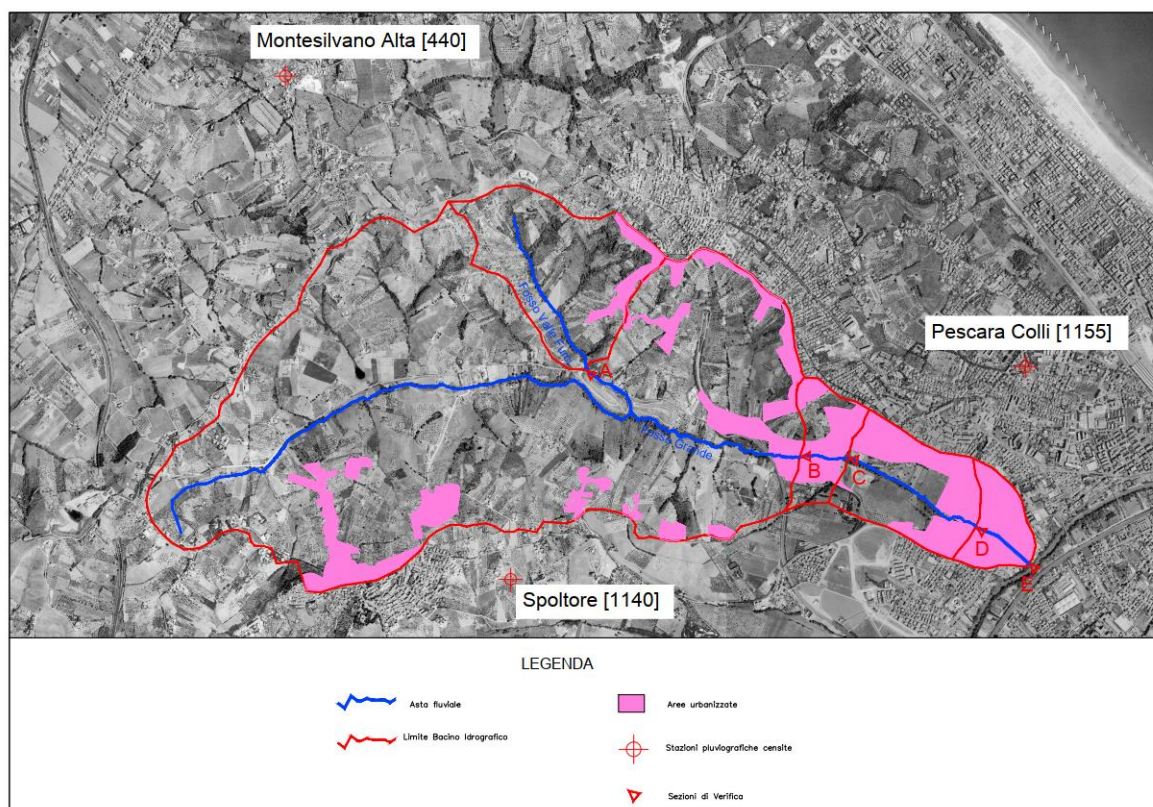 Montesilvano Alta [440]
Pescara Colli [1155]
Fosso Valle Furci
A
Fosso Grande
B
C
D
E
Spoltore [1140]
LEGENDA
Asta fluviale
Aree urbanizzate
Limite Bacino Idrografico
Stazioni pluviografiche censite
Sezioni di Verifica